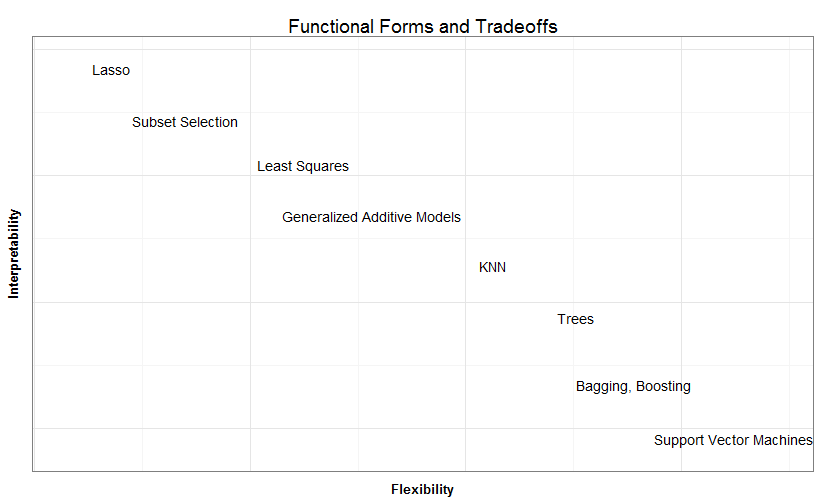 Functional Forms and Tradeoffs
Lasso
Subset Selection
Least Squares
Generalized Additive Models
Interpretability
KNN
Trees
Bagging, Boosting
Support Vector Machines
Flexibility